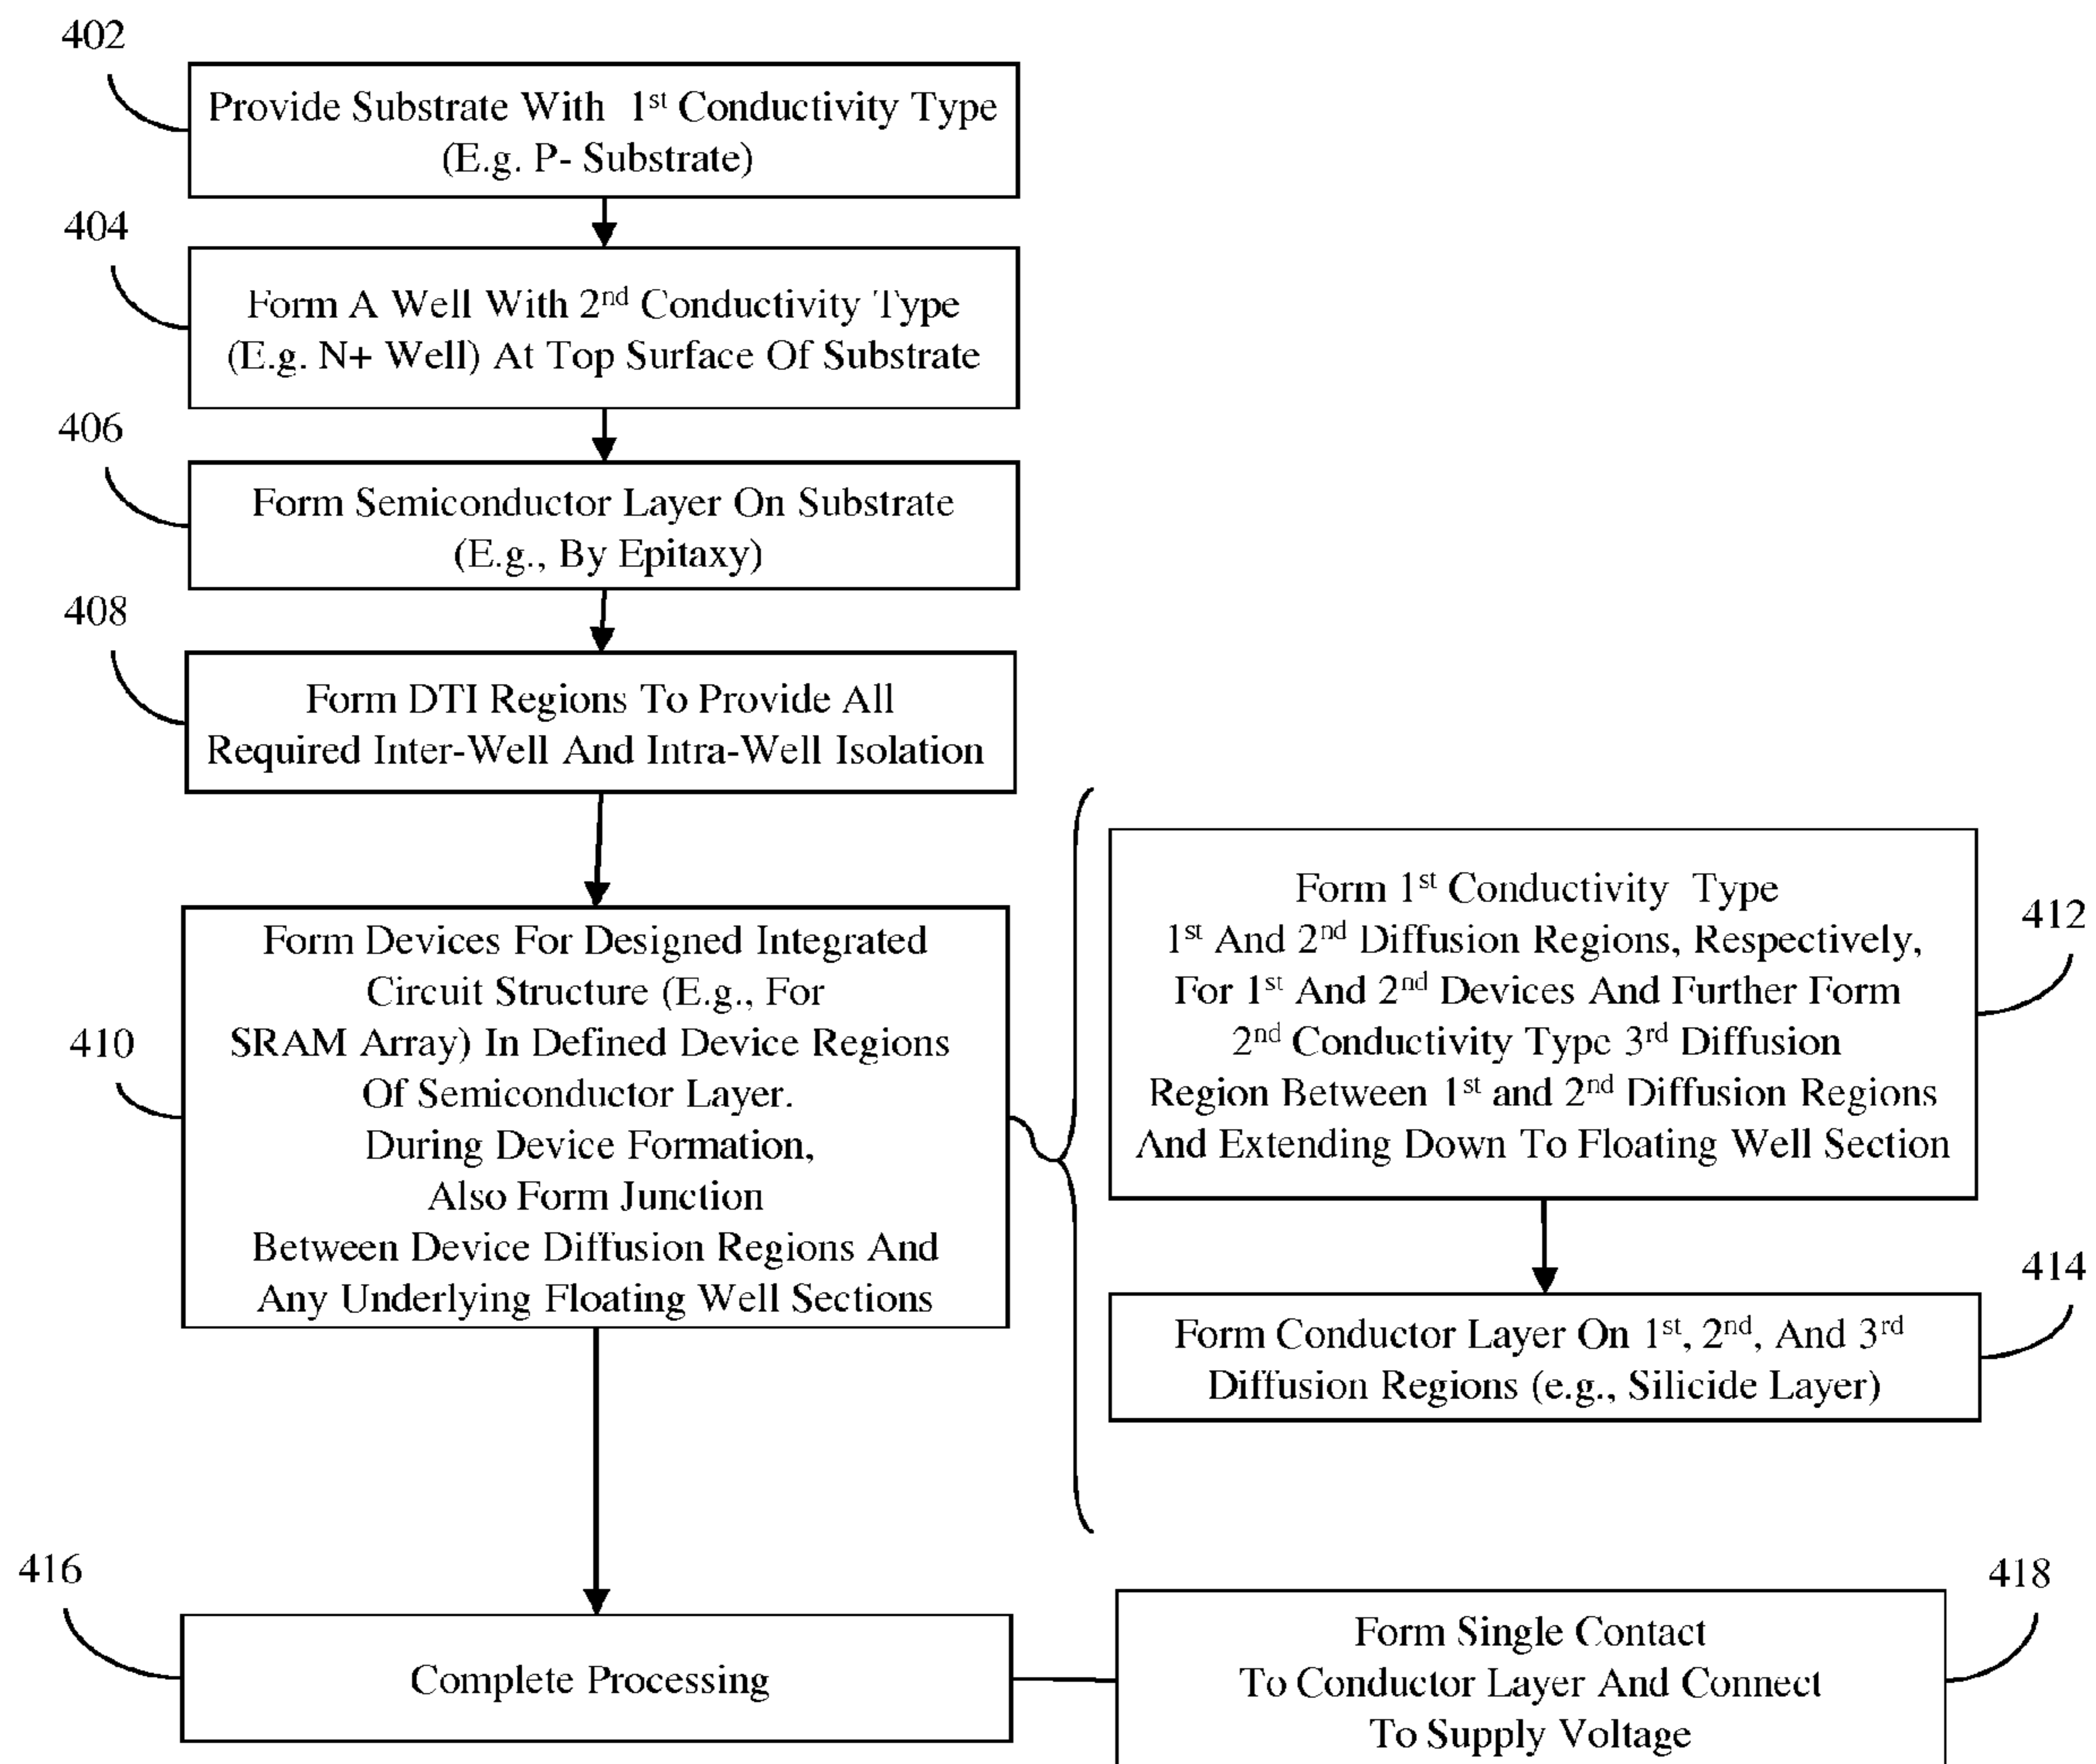 402
Provide Substrate With 1st Conductivity Type
(E.g. P- Substrate)
404
Form A Well With 2nd Conductivity Type
(E.g. N+ Well) At Top Surface Of Substrate
406
Form Semiconductor Layer On Substrate
(E.g., By Epitaxy)
408
Form DTI Regions To Provide All
Required Inter-Well And Intra-Well Isolation
410
Form Devices For Designed Integrated
Circuit Structure (E.g., For
SRAM Array) In Defined Device Regions
Of Semiconductor Layer.
During Device Formation,
Also Form Junction
Between Device Diffusion Regions And
Any Underlying Floating Well Sections
412
Form 1st Conductivity Type
1st And 2nd Diffusion Regions, Respectively,
For 1st And 2nd Devices And Further Form
2nd Conductivity Type 3rd Diffusion
Region Between 1st and 2nd Diffusion Regions
And Extending Down To Floating Well Section
414
Form Conductor Layer On 1st, 2nd, And 3rd
Diffusion Regions (e.g., Silicide Layer)
416
Complete Processing
418
Form Single Contact
To Conductor Layer And Connect
To Supply Voltage